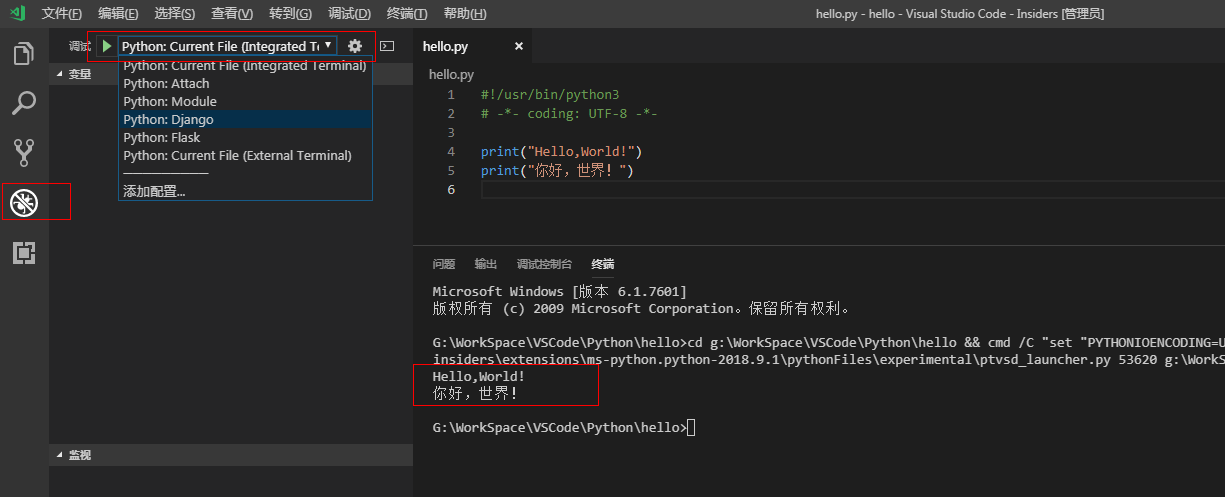 文件(F) 编辑(E) 选择(S) 查看(V) 转到(G) 调试(D) 终端(T) 帮助(H) hello.py - hello - Visual Studio Code - Insiders [管理员]
调试 Python: Current File (Integrated Te
Python: Current File (Integrated Terminal)
Python: Attach
Python: Module
Python: Django
Python: Flask
Python: Current File (External Terminal)
添加配置...
变量
监视
hello.py ×
hello.py
1 #!/usr/bin/python3
2 # -*- coding: UTF-8 -*-
3
4 print("Hello,World!")
5 print("你好，世界！")
6
问题 输出 调试控制台 终端
Microsoft Windows [版本 6.1.7601]
版权所有 (c) 2009 Microsoft Corporation。保留所有权利。
G:\WorkSpace\VSCode\Python\hello>cd g:\WorkSpace\VSCode\Python\hello && cmd /C "set "PYTHONIOENCODING=U
insiders\extensions\ms-python.python-2018.9.1\pythonFiles\experimental\ptvsd_launcher.py 53620 g:\WorkS
Hello,World!
你好，世界！
G:\WorkSpace\VSCode\Python\hello>